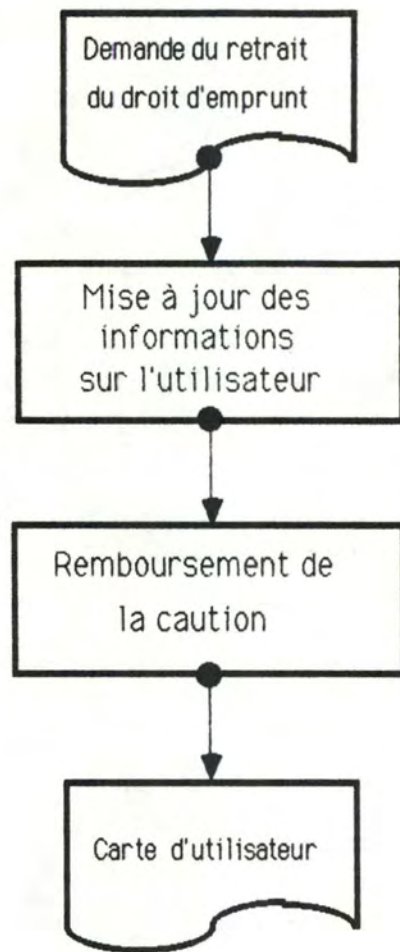 Demande du retrait
du droit d'emprunt
Mise à jour des
informations
sur l'utilisateur
Remboursement de
la caution
Carte d'utilisateur